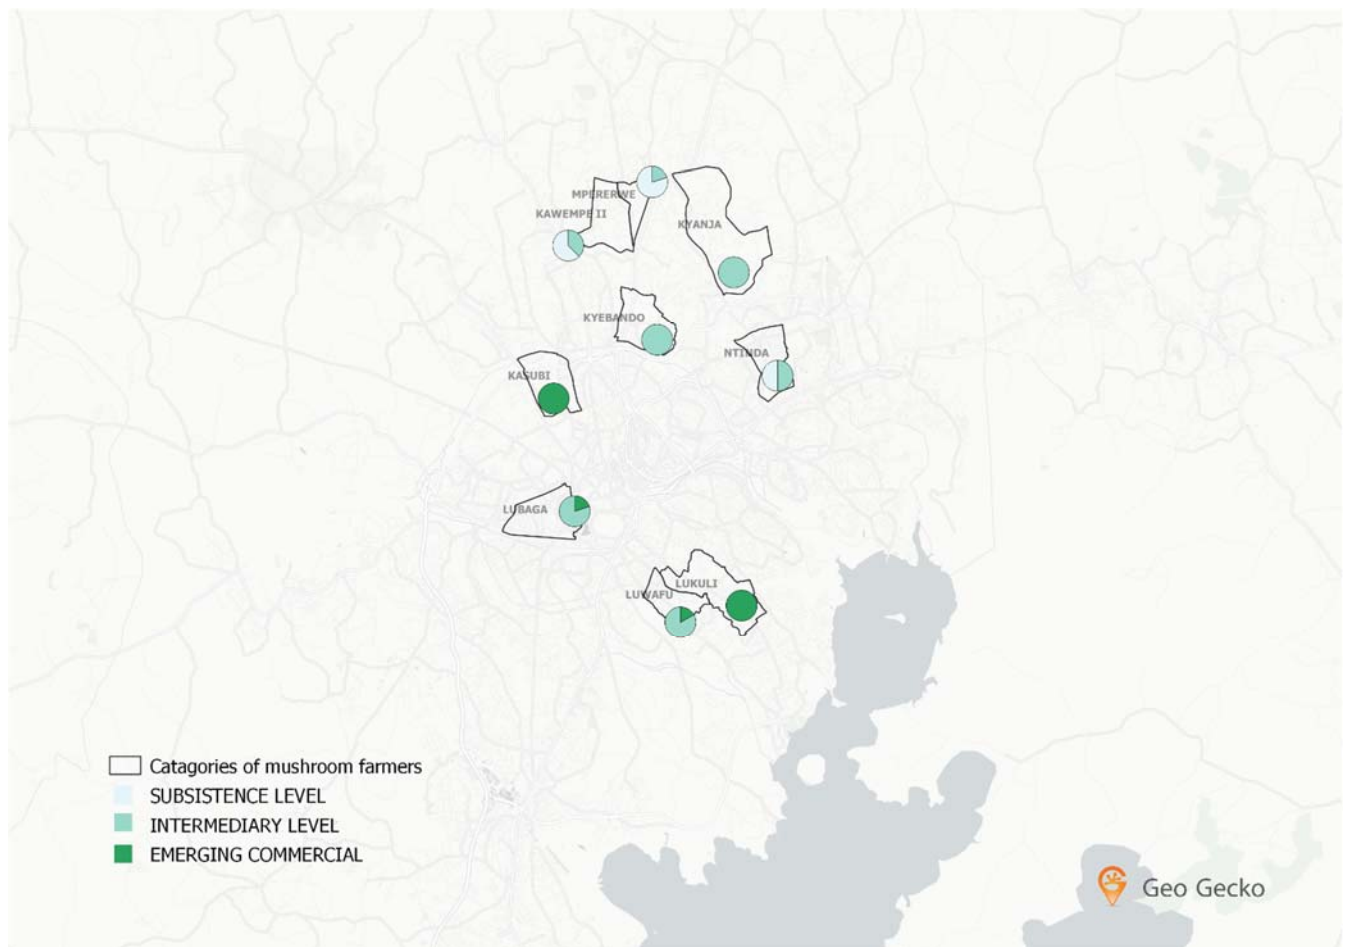 MPERERWE
KAWEMPE II
KYANJA
KYEBANDO
NTINDA
KASUBI
LUBAGA
LUKULI
LUWAFU
Catagories of mushroom farmers
SUBSISTENCE LEVEL
INTERMEDIARY LEVEL
EMERGING COMMERCIAL
Geo Gecko